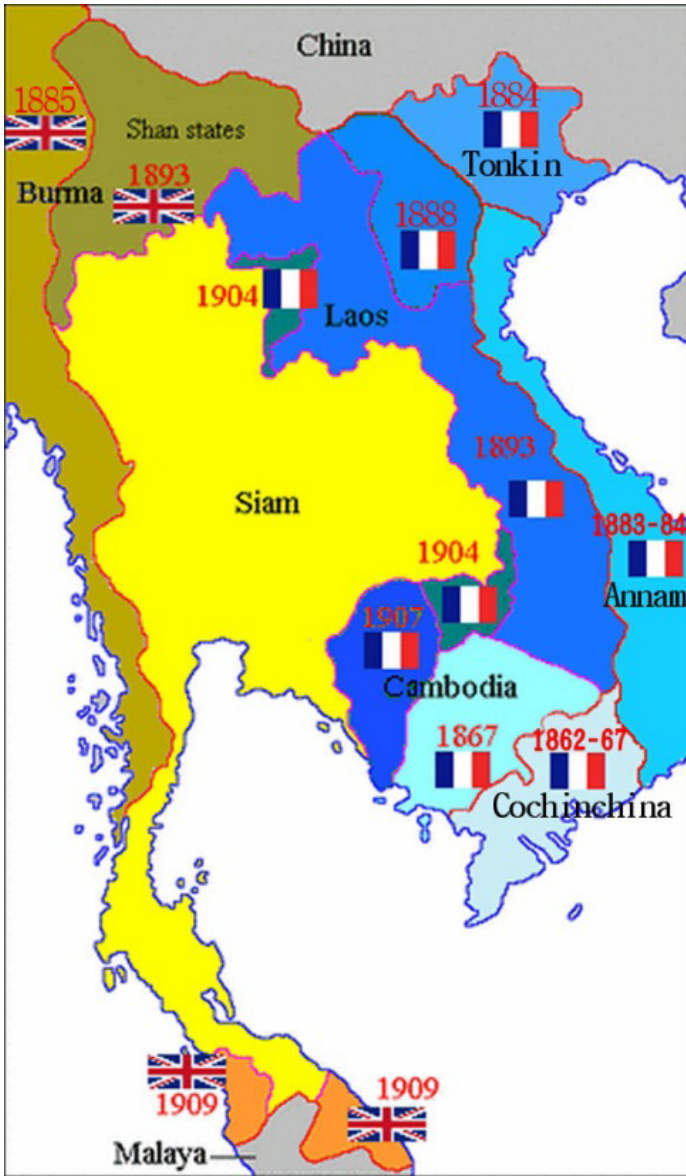 China
1885
1884
Shan states
Tonkin
1893
Burma
1888
1904
Laos
1893
Siam
1883-84
1904
Annam
1907
Cambodia
1867
1862-67
Cochinchina
1909
1909
Malaya